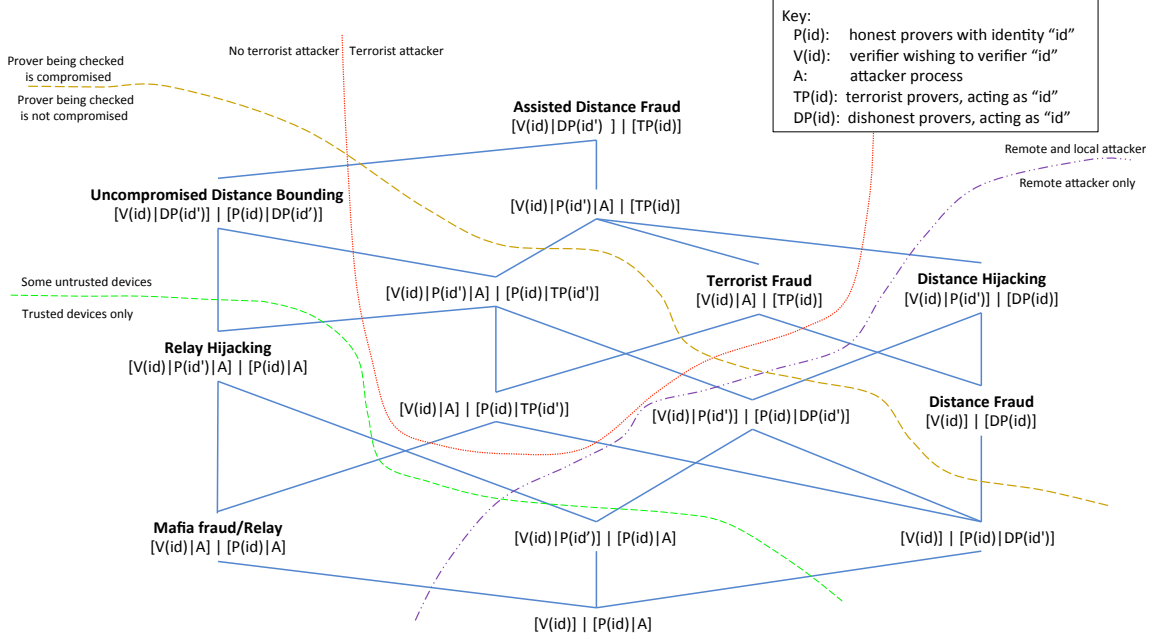 Key:
P(id): honest provers with identity “id”
V(id): verifier wishing to verifier “id”
A: attacker process
TP(id): terrorist provers, acting as “id”
DP(id): dishonest provers, acting as “id”
No terrorist attacker
Terrorist attacker
Prover being checked
is compromised
Prover being checked
is not compromised
Assisted Distance Fraud
[V(id)|DP(id') ] | [TP(id)]
Remote and local attacker
Remote attacker only
Uncompromised Distance Bounding
[V(id)|DP(id')] | [P(id)|DP(id’)]
[V(id)|P(id')|A] | [TP(id)]
Some untrusted devices
Trusted devices only
[V(id)|P(id')|A] | [P(id)|TP(id')]
Terrorist Fraud
[V(id)|A] | [TP(id)]
Distance Hijacking
[V(id)|P(id')] | [DP(id)]
Relay Hijacking
[V(id)|P(id')|A] | [P(id)|A]
[V(id)|A] | [P(id)|TP(id')]
[V(id)|P(id')] | [P(id)|DP(id')]
Distance Fraud
[V(id)] | [DP(id)]
Mafia fraud/Relay
[V(id)|A] | [P(id)|A]
[V(id)|P(id’)] | [P(id)|A]
[V(id)] | [P(id)|DP(id')]
[V(id)] | [P(id)|A]